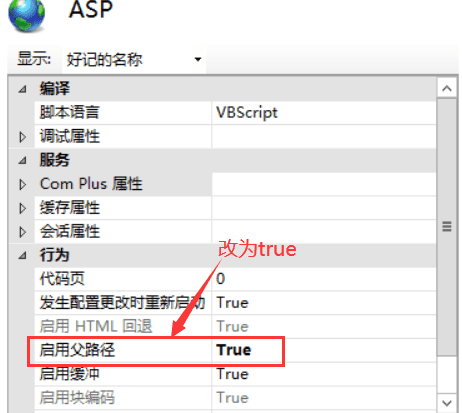 ASP
显示: 好记的名称
编译
脚本语言 VBScript
调试属性
服务
Com Plus 属性
缓存属性
会话属性
改为true
行为
代码页 0
发生配置更改时重新启动 True
启用 HTML 回退 True
启用父路径 True
启用缓冲 True
启用块编码 True